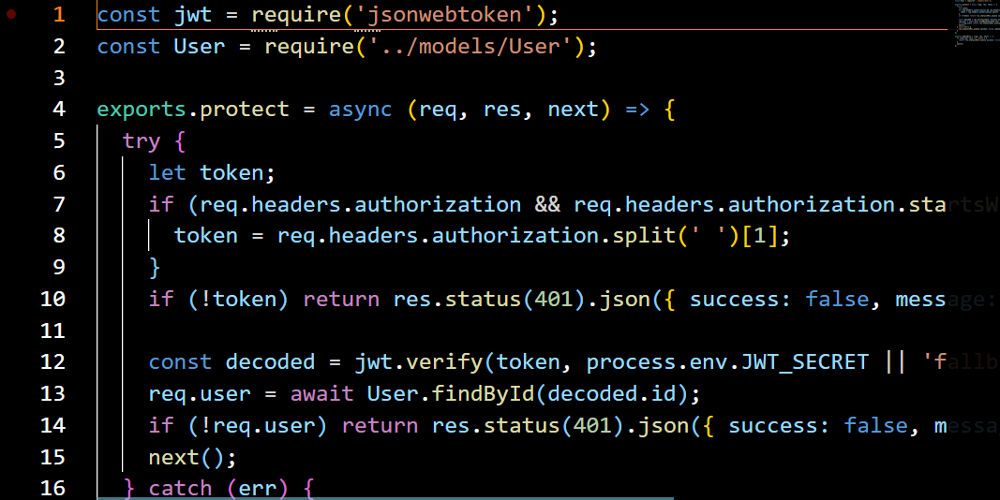 1 const jwt = require('jsonwebtoken');
2 const User = require('../models/User');
3
4 exports.protect = async (req, res, next) => {
5 try {
6 let token;
7 if (req.headers.authorization && req.headers.authorization.startsW
8 token = req.headers.authorization.split(' ')[1];
9 }
10 if (!token) return res.status(401).json({ success: false, message:
11
12 const decoded = jwt.verify(token, process.env.JWT_SECRET || 'fallb
13 req.user = await User.findById(decoded.id);
14 if (!req.user) return res.status(401).json({ success: false, messa
15 next();
16 } catch (err) {